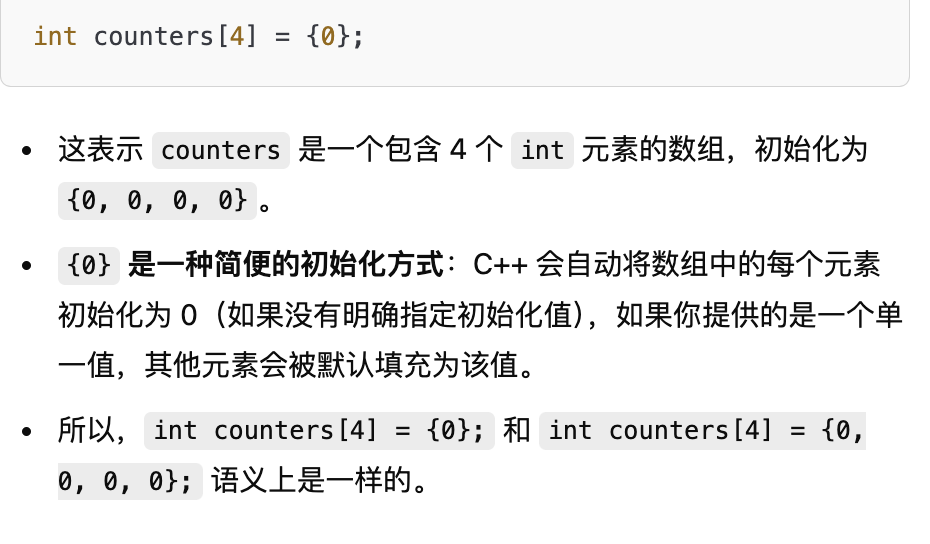 int counters[4] = {0};
这表示 counters 是一个包含 4 个 int 元素的数组，初始化为
{0, 0, 0, 0} 。
{0} 是一种简便的初始化方式：C++ 会自动将数组中的每个元素
初始化为 0（如果没有明确指定初始化值），如果你提供的是一个单
一值，其他元素会被默认填充为该值。
所以， int counters[4] = {0}; 和 int counters[4] = {0,
0, 0, 0}; 语义上是一样的。